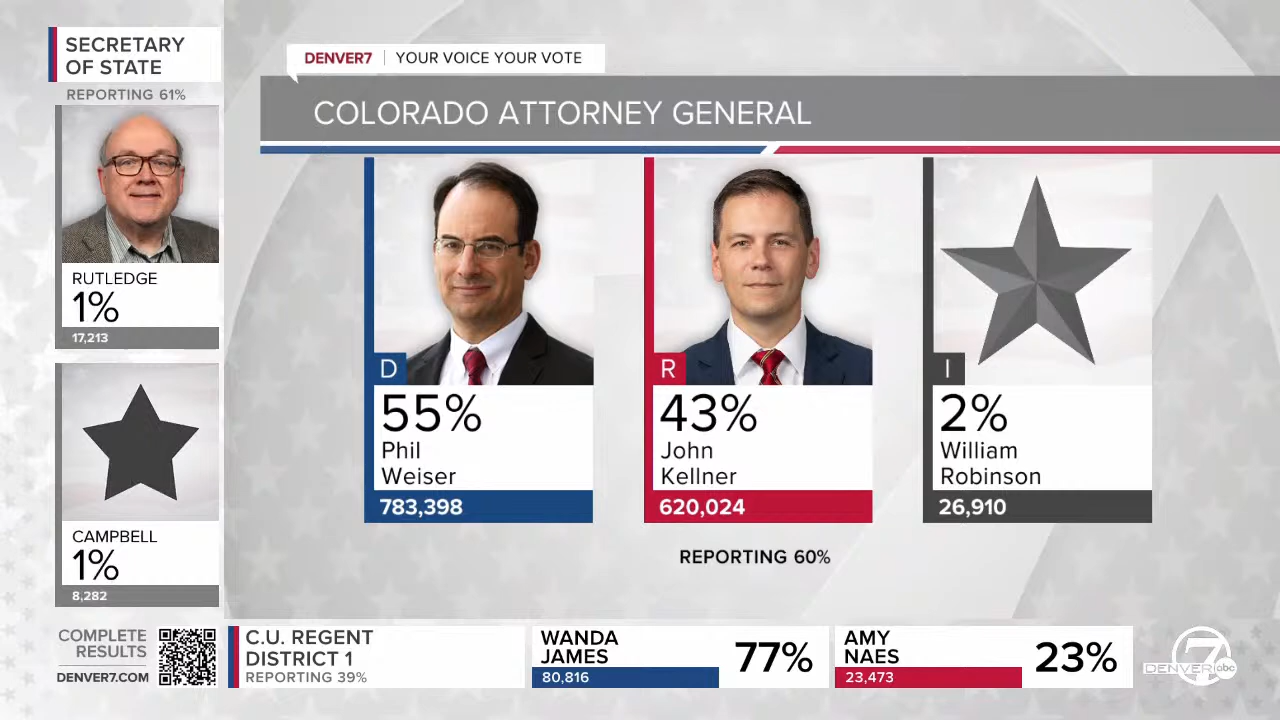 SECRETARY
OF STATE
REPORTING 61%
RUTLEDGE
1%
17,213
CAMPBELL
1%
8,282
DENVER7 | YOUR VOICE YOUR VOTE
COLORADO ATTORNEY GENERAL
D
55%
Phil
Weiser
783,398
R
43%
John
Kellner
620,024
I
2%
William
Robinson
26,910
REPORTING 60%
COMPLETE
RESULTS
DENVER7.COM
C.U. REGENT
DISTRICT 1
REPORTING 39%
WANDA
JAMES
80,816
77%
AMY
NAES
23,473
23%
DENVER 7 abc